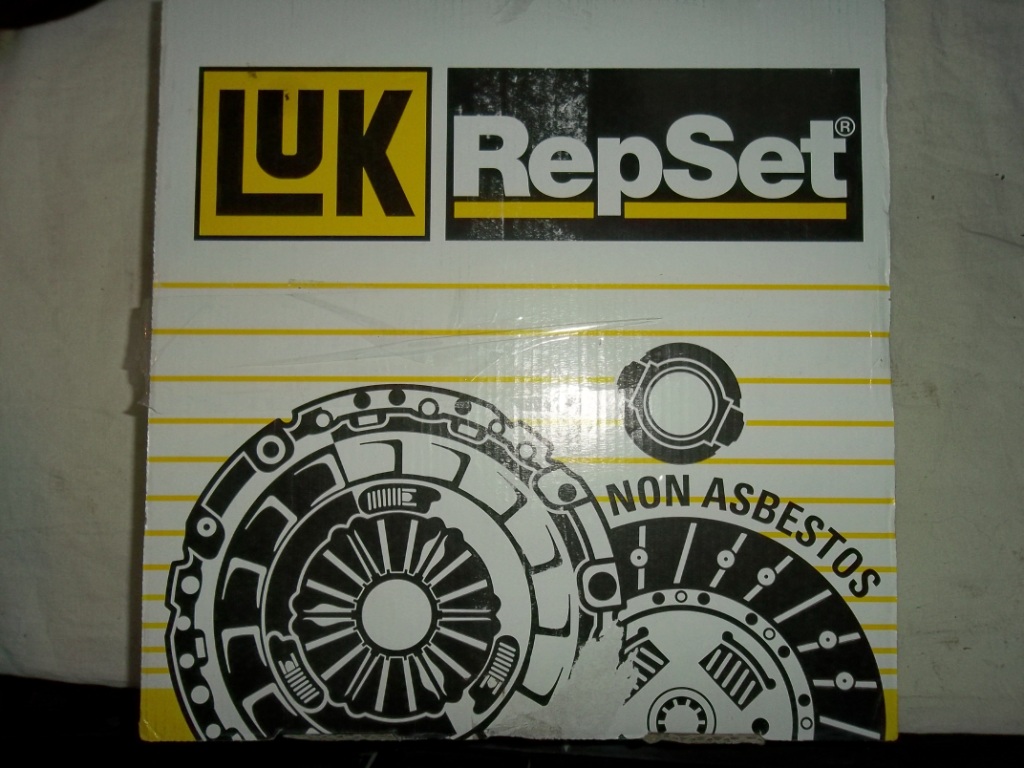 LUK
RepSet®
NON ASBESTOS